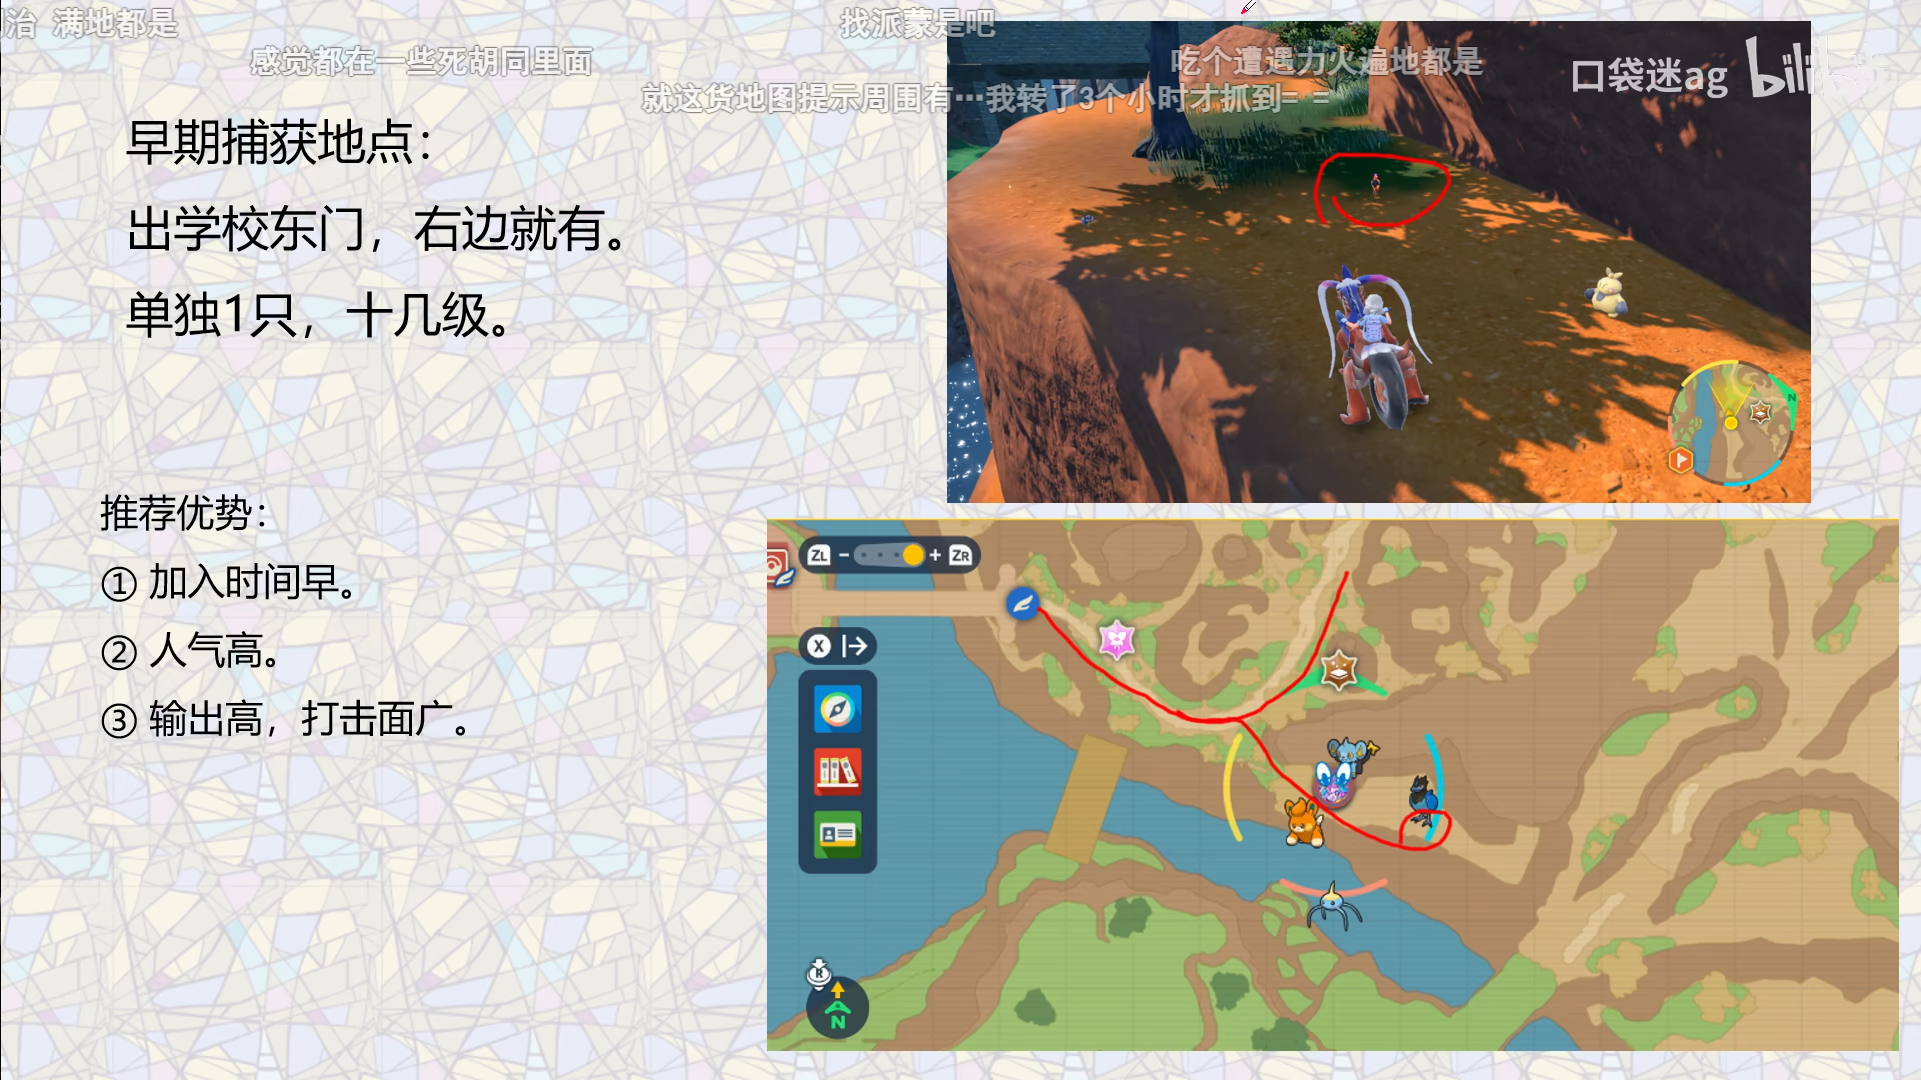 治 满地都是
找派蒙是吧
感觉都在一些死胡同里面
吃个遭遇力火遍地都是
口袋迷ag
就这货地图提示周围有…我转了3个小时才抓到= =
早期捕获地点：
出学校东门，右边就有。
单独1只，十几级。
推荐优势：
① 加入时间早。
② 人气高。
③ 输出高，打击面广。
N
ZL - + ZR
X
R
N